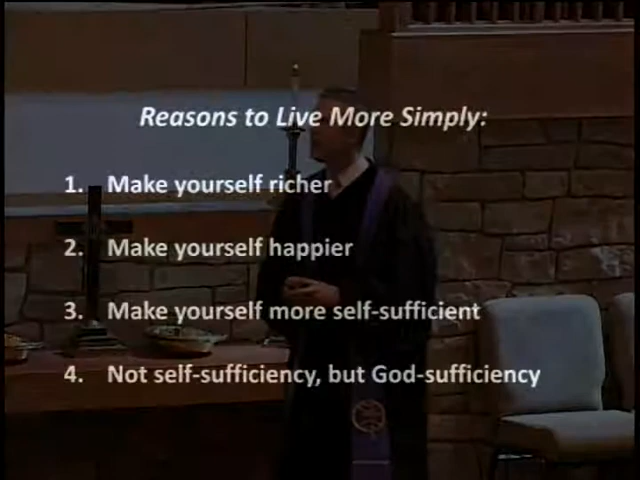 Reasons to Live More Simply:
1. Make yourself richer
2. Make yourself happier
3. Make yourself more self-sufficient
4. Not self-sufficiency, but God-sufficiency